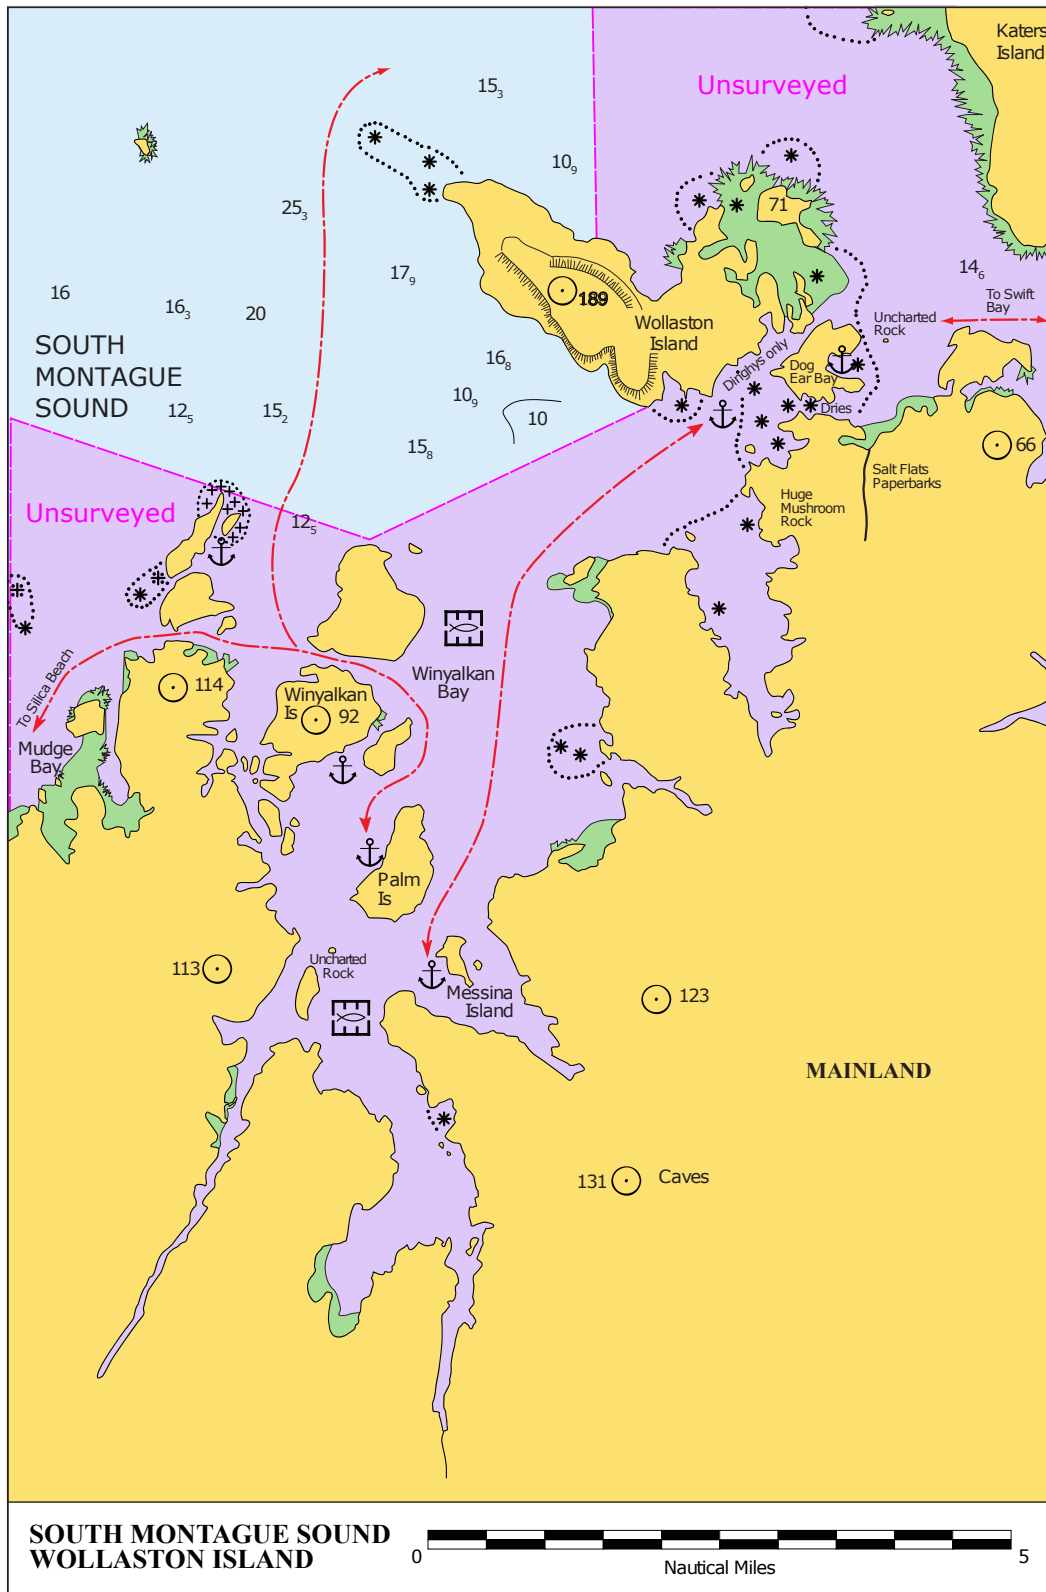 Katers
Island
Unsurveyed
15₃
10₉
71
25₃
17₉
14₆
To Swift
Bay
16
16₃
20
189
Uncharted
Rock
Wollaston
Island
SOUTH
MONTAGUE
SOUND
16₈
Dinghys only
Dog
Ear Bay
10₉
12₅
15₂
10
Dries
15₈
66
Salt Flats
Paperbarks
Unsurveyed
12₅
Huge
Mushroom
Rock
To Silica Beach
Winyalkan
Bay
114
Winyalkan
Is
92
Mudge
Bay
Palm
Is
113
Uncharted
Rock
Messina
Island
123
MAINLAND
131
Caves
SOUTH MONTAGUE SOUND
WOLLASTON ISLAND
0
5
Nautical Miles